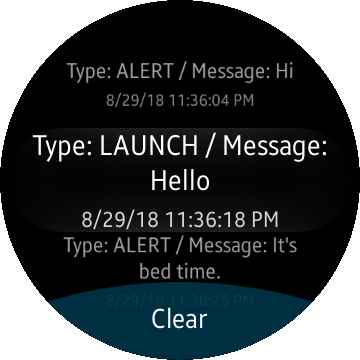 Type: ALERT / Message: Hi
8/29/18 11:36:04 PM
Type: LAUNCH / Message:
Hello
8/29/18 11:36:18 PM
Type: ALERT / Message: It's
bed time.
8/29/18 11:36:25 PM
Clear